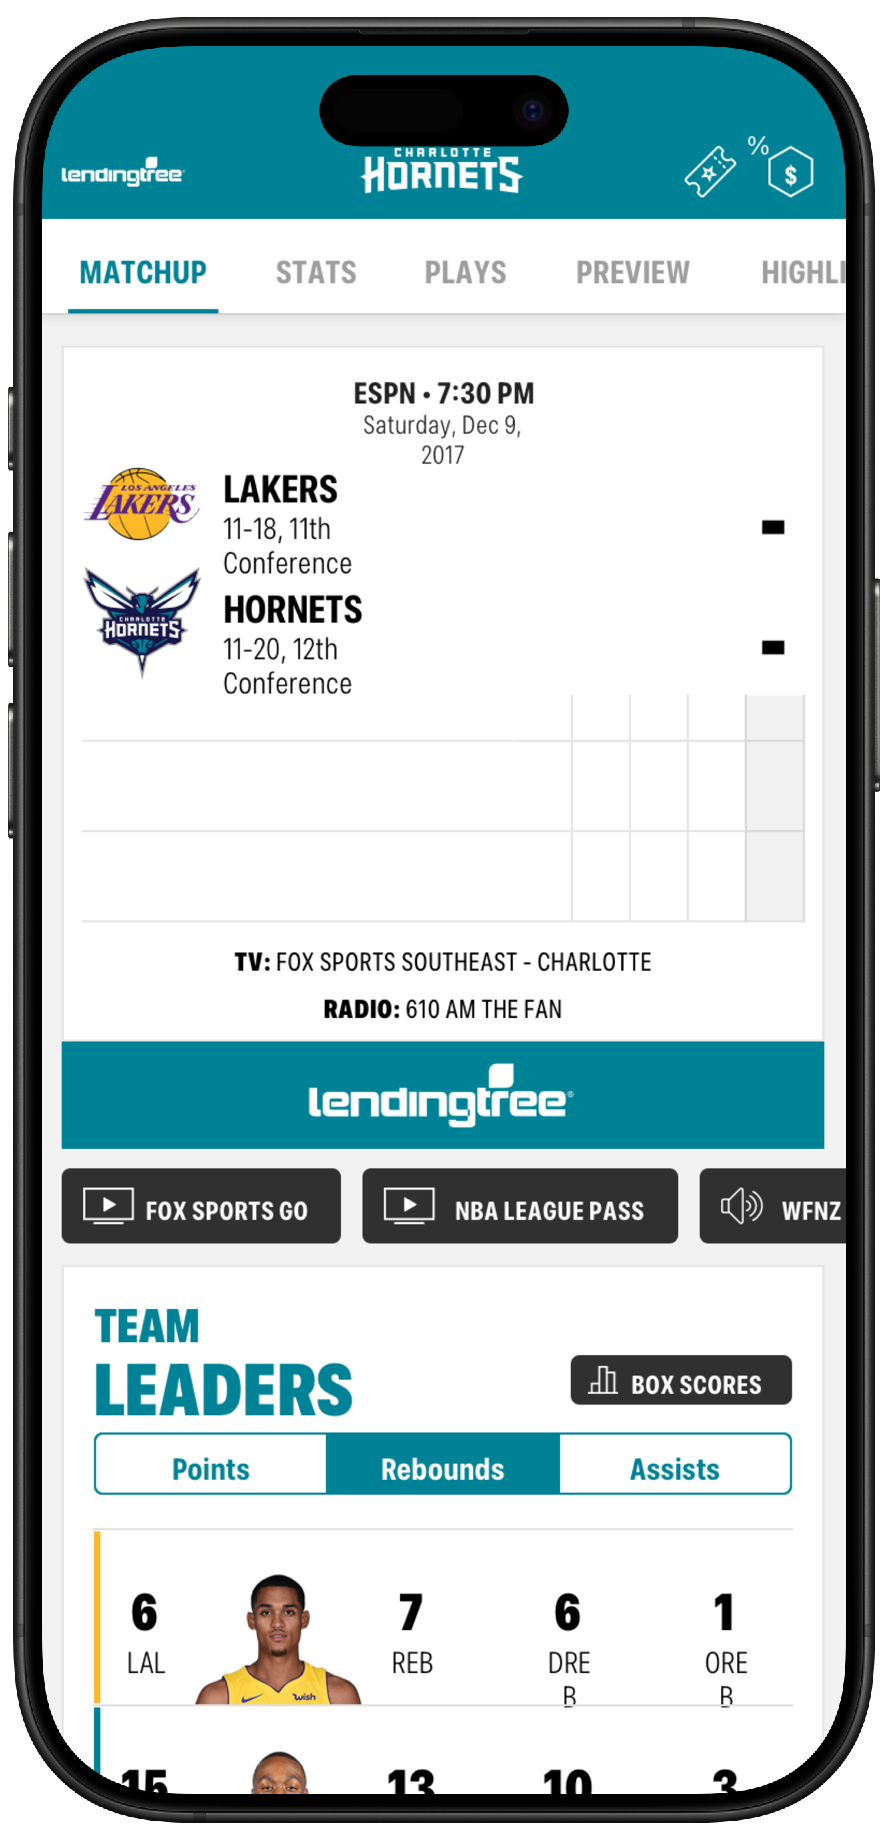 lendingtree
CHARLOTTE
HORNETS
%
$
MATCHUP STATS PLAYS PREVIEW HIGHLI
ESPN • 7:30 PM
Saturday, Dec 9,
2017
LOS ANGELES
LAKERS
LAKERS
11-18, 11th
Conference
-
CHARLOTTE
HORNETS
HORNETS
11-20, 12th
Conference
-
TV: FOX SPORTS SOUTHEAST - CHARLOTTE
RADIO: 610 AM THE FAN
lendingtree®
FOX SPORTS GO NBA LEAGUE PASS WFNZ
TEAM
LEADERS
BOX SCORES
Points Rebounds Assists
6 7 6 1
LAL REB DRE ORE
B B
wish
15 13 10 3